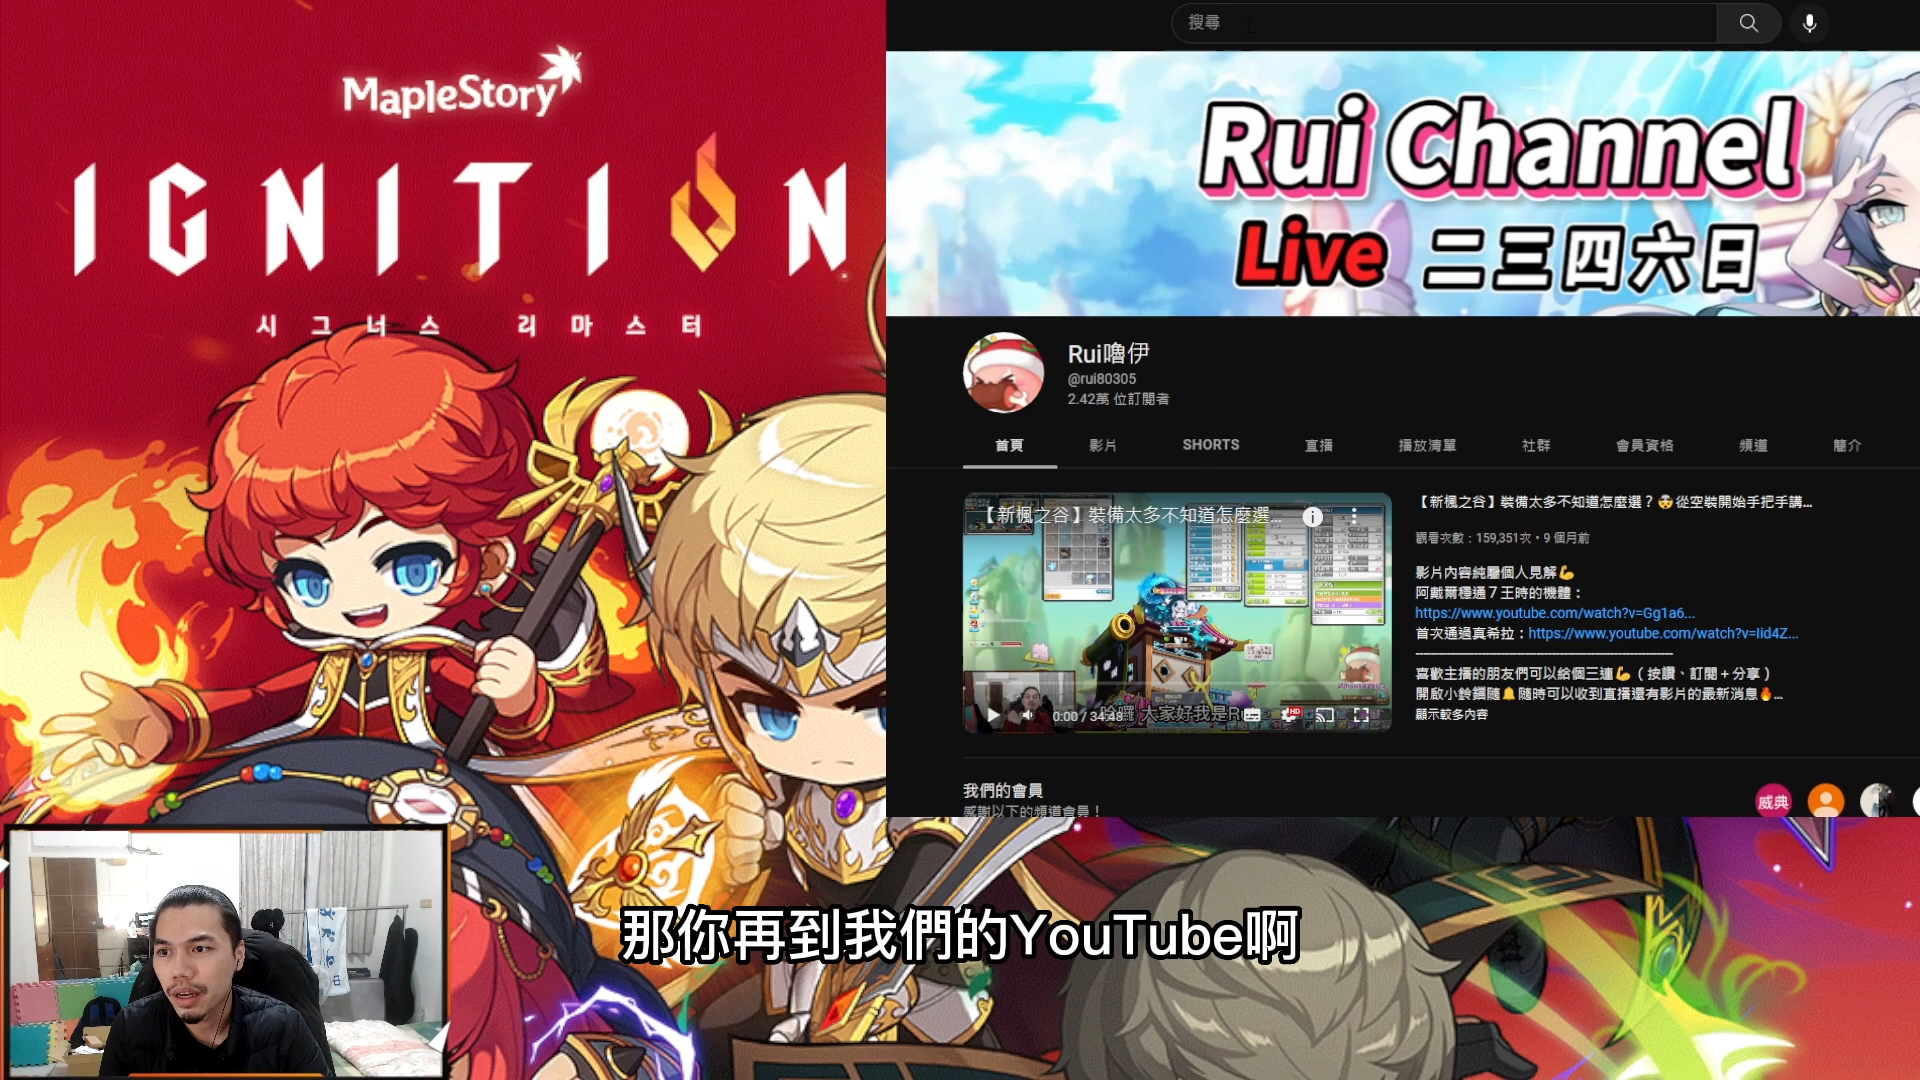 MapleStory
IGNITION
시그너스 리마스터
搜尋
Rui Channel
Live 二三四六日
Rui嚕伊
@rui80305
2.42萬 位訂閱者
首頁 影片 SHORTS 直播 播放清單 社群 會員資格 頻道 簡介
【新楓之谷】裝備太多不知道怎麼選...
0:00 / 34:48
哈囉 大家好我是R
HD
【新楓之谷】裝備太多不知道怎麼選？🤯從空裝開始手把手講...
觀看次數：159,351次 • 9 個月前
影片內容純屬個人見解💪
阿戴爾穩通７王時的機體：
https://www.youtube.com/watch?v=Gg1a6...
首次通過真希拉：https://www.youtube.com/watch?v=Iid4Z...
喜歡主播的朋友們可以給個三連💪（按讚、訂閱＋分享）
開啟小鈴鐺隨🔔隨時可以收到直播還有影片的最新消息🔥...
顯示較多內容
我們的會員
感謝以下的頻道會員！
威典
那你再到我們的YouTube啊